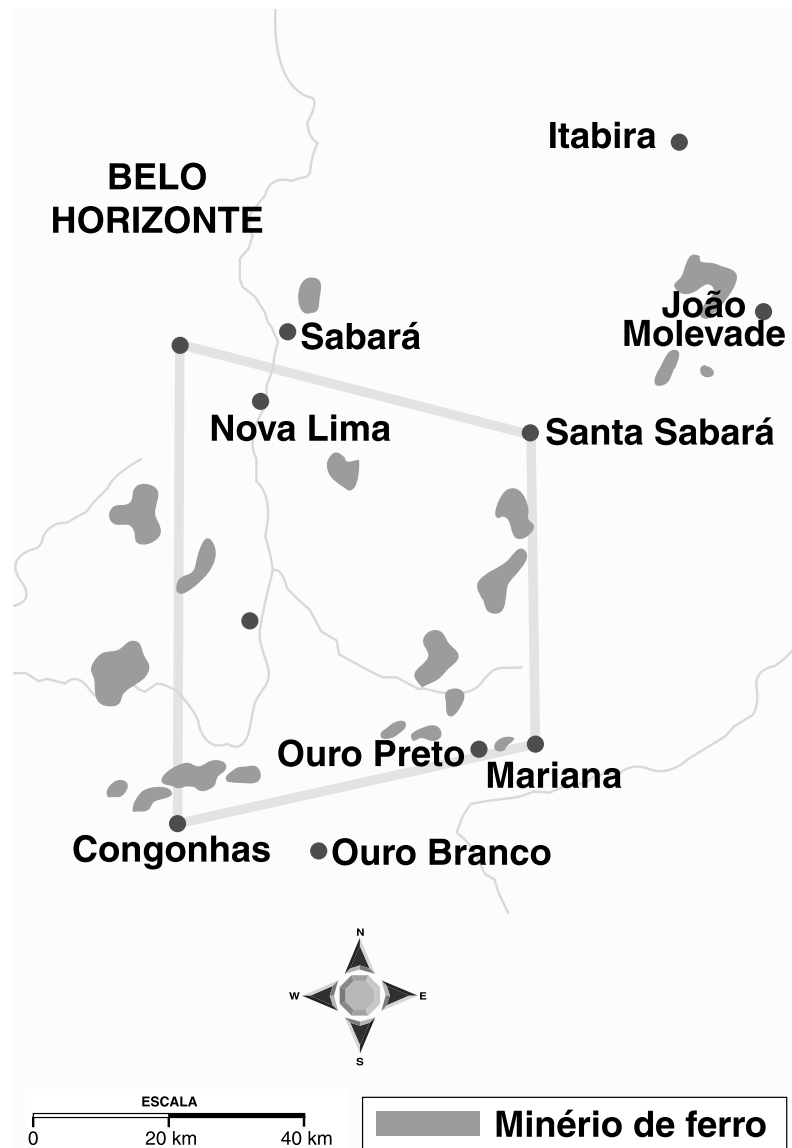 Itabira
BELO
HORIZONTE
João
Molevade
Sabará
Nova Lima
Santa Sabará
Ouro Preto
Mariana
Congonhas
Ouro Branco
N
W
E
S
ESCALA
0 20 km 40 km
Minério de ferro